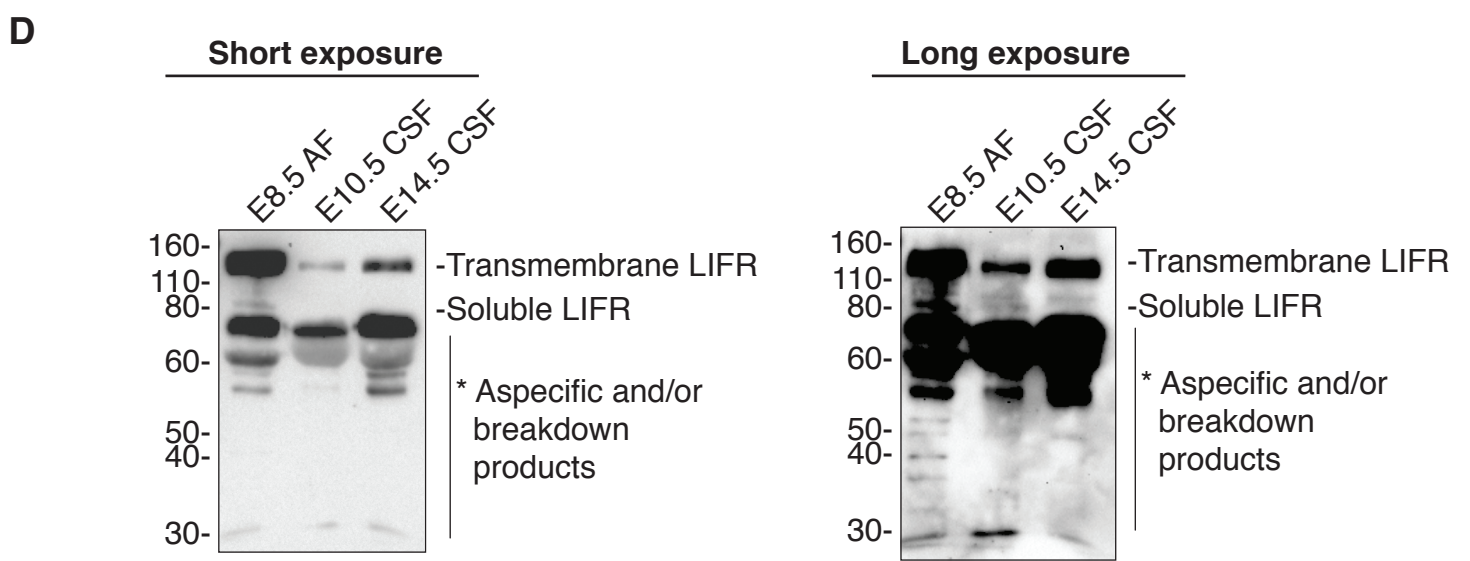 D
Short exposure
E8.5 AF
E10.5 CSF
E14.5 CSF
160-
110-
80-
60-
50-
40-
30-
-Transmembrane LIFR
-Soluble LIFR
* Aspecific and/or
breakdown
products
Long exposure
E8.5 AF
E10.5 CSF
E14.5 CSF
160-
110-
80-
60-
50-
40-
30-
-Transmembrane LIFR
-Soluble LIFR
* Aspecific and/or
breakdown
products